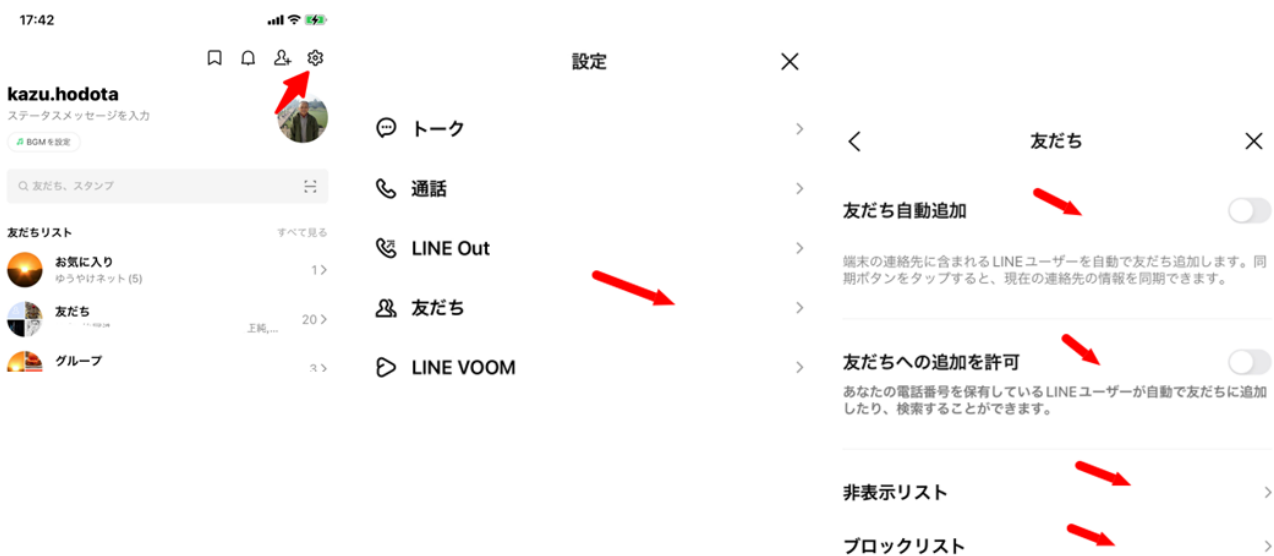 17:42
kazu.hodota
ステータスメッセージを入力
BGMを設定
友だち、スタンプ
友だちリスト
すべて見る
お気に入り
ゆうやけネット(5)
1
友だち
正純,...
20
グループ
3
設定
トーク
通話
LINE Out
友だち
LINE VOOM
友だち
友だち自動追加
端末の連絡先に含まれるLINEユーザーを自動で友だち追加します。同
期ボタンをタップすると、現在の連絡先の情報を同期できます。
友だちへの追加を許可
あなたの電話番号を保有しているLINEユーザーが自動で友だちに追加
したり、検索することができます。
非表示リスト
ブロックリスト